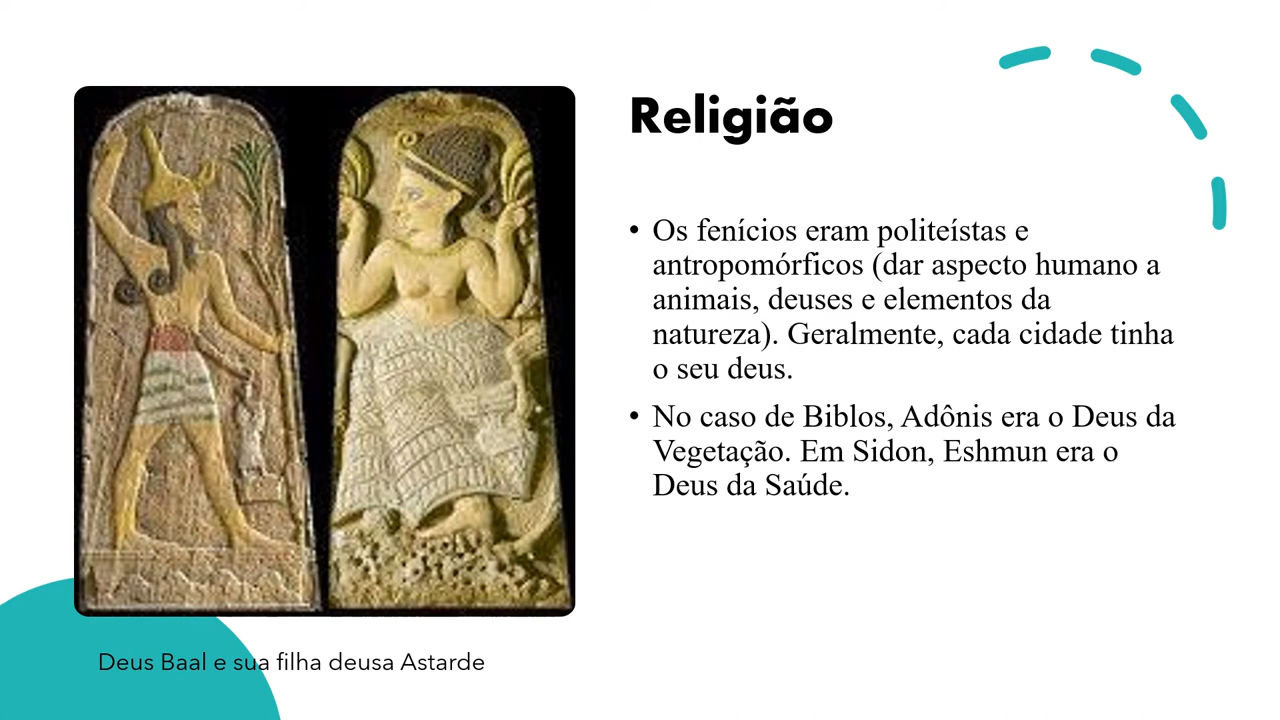 Religião
• Os fenícios eram politeístas e
antropomórficos (dar aspecto humano a
animais, deuses e elementos da
natureza). Geralmente, cada cidade tinha
o seu deus.
• No caso de Biblos, Adônis era o Deus da
Vegetação. Em Sidon, Eshmun era o
Deus da Saúde.
Deus Baal e sua filha deusa Astarde